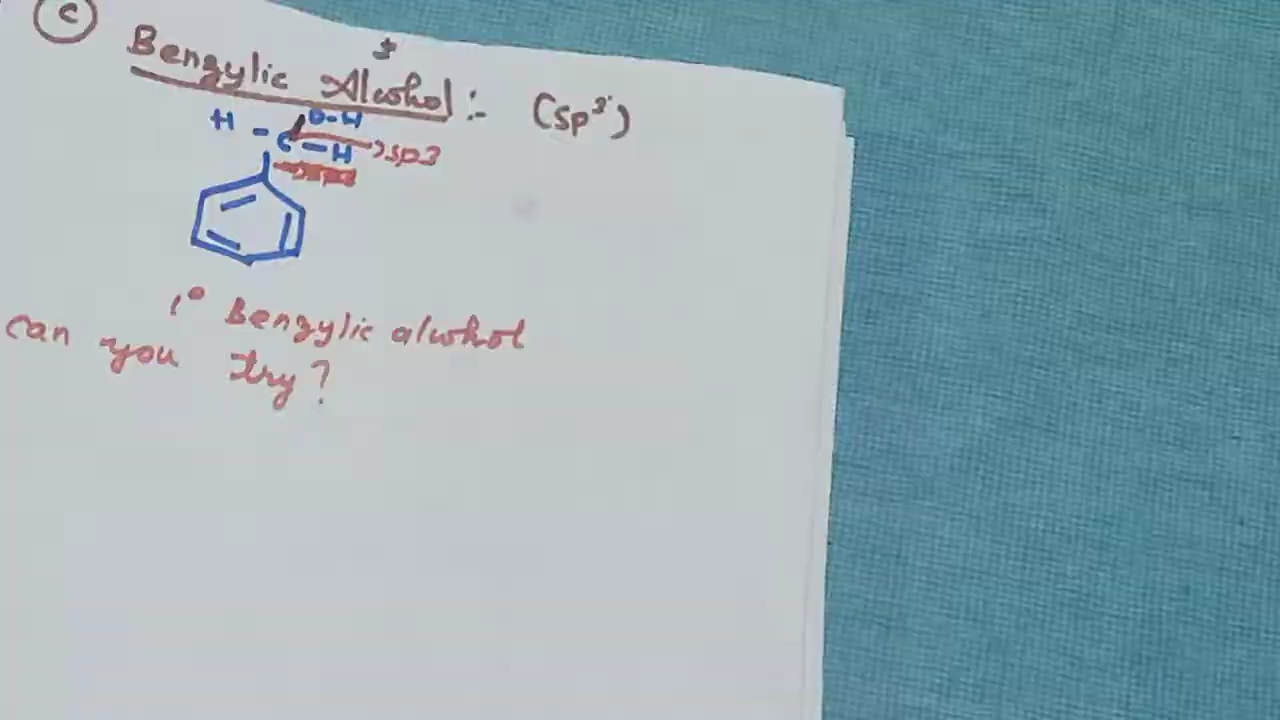 C
Benzylic Alcohol :- (sp³)
O-H
H - C - H → sp3
1° Benzylic alcohol
can you try?